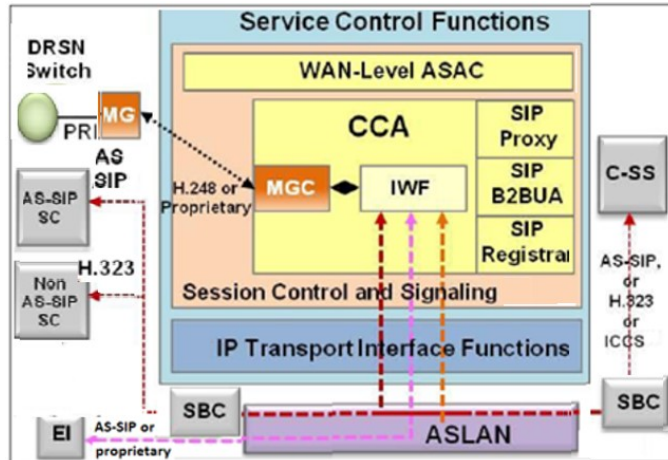 Service Control Functions
DRSN
Switch
WAN-Level ASAC
MG
PRI
CCA
SIP
Proxy
AS
SIP
H.248 or
Proprietary
MGC
IWF
SIP
B2BUA
C-SS
AS-SIP
SC
SIP
Registrar
H.323
Non
AS-SIP
SC
Session Control and Signaling
AS-SIP,
or
H.323
or
ICCS
IP Transport Interface Functions
SBC
SBC
EI
AS-SIP or
proprietary
ASLAN